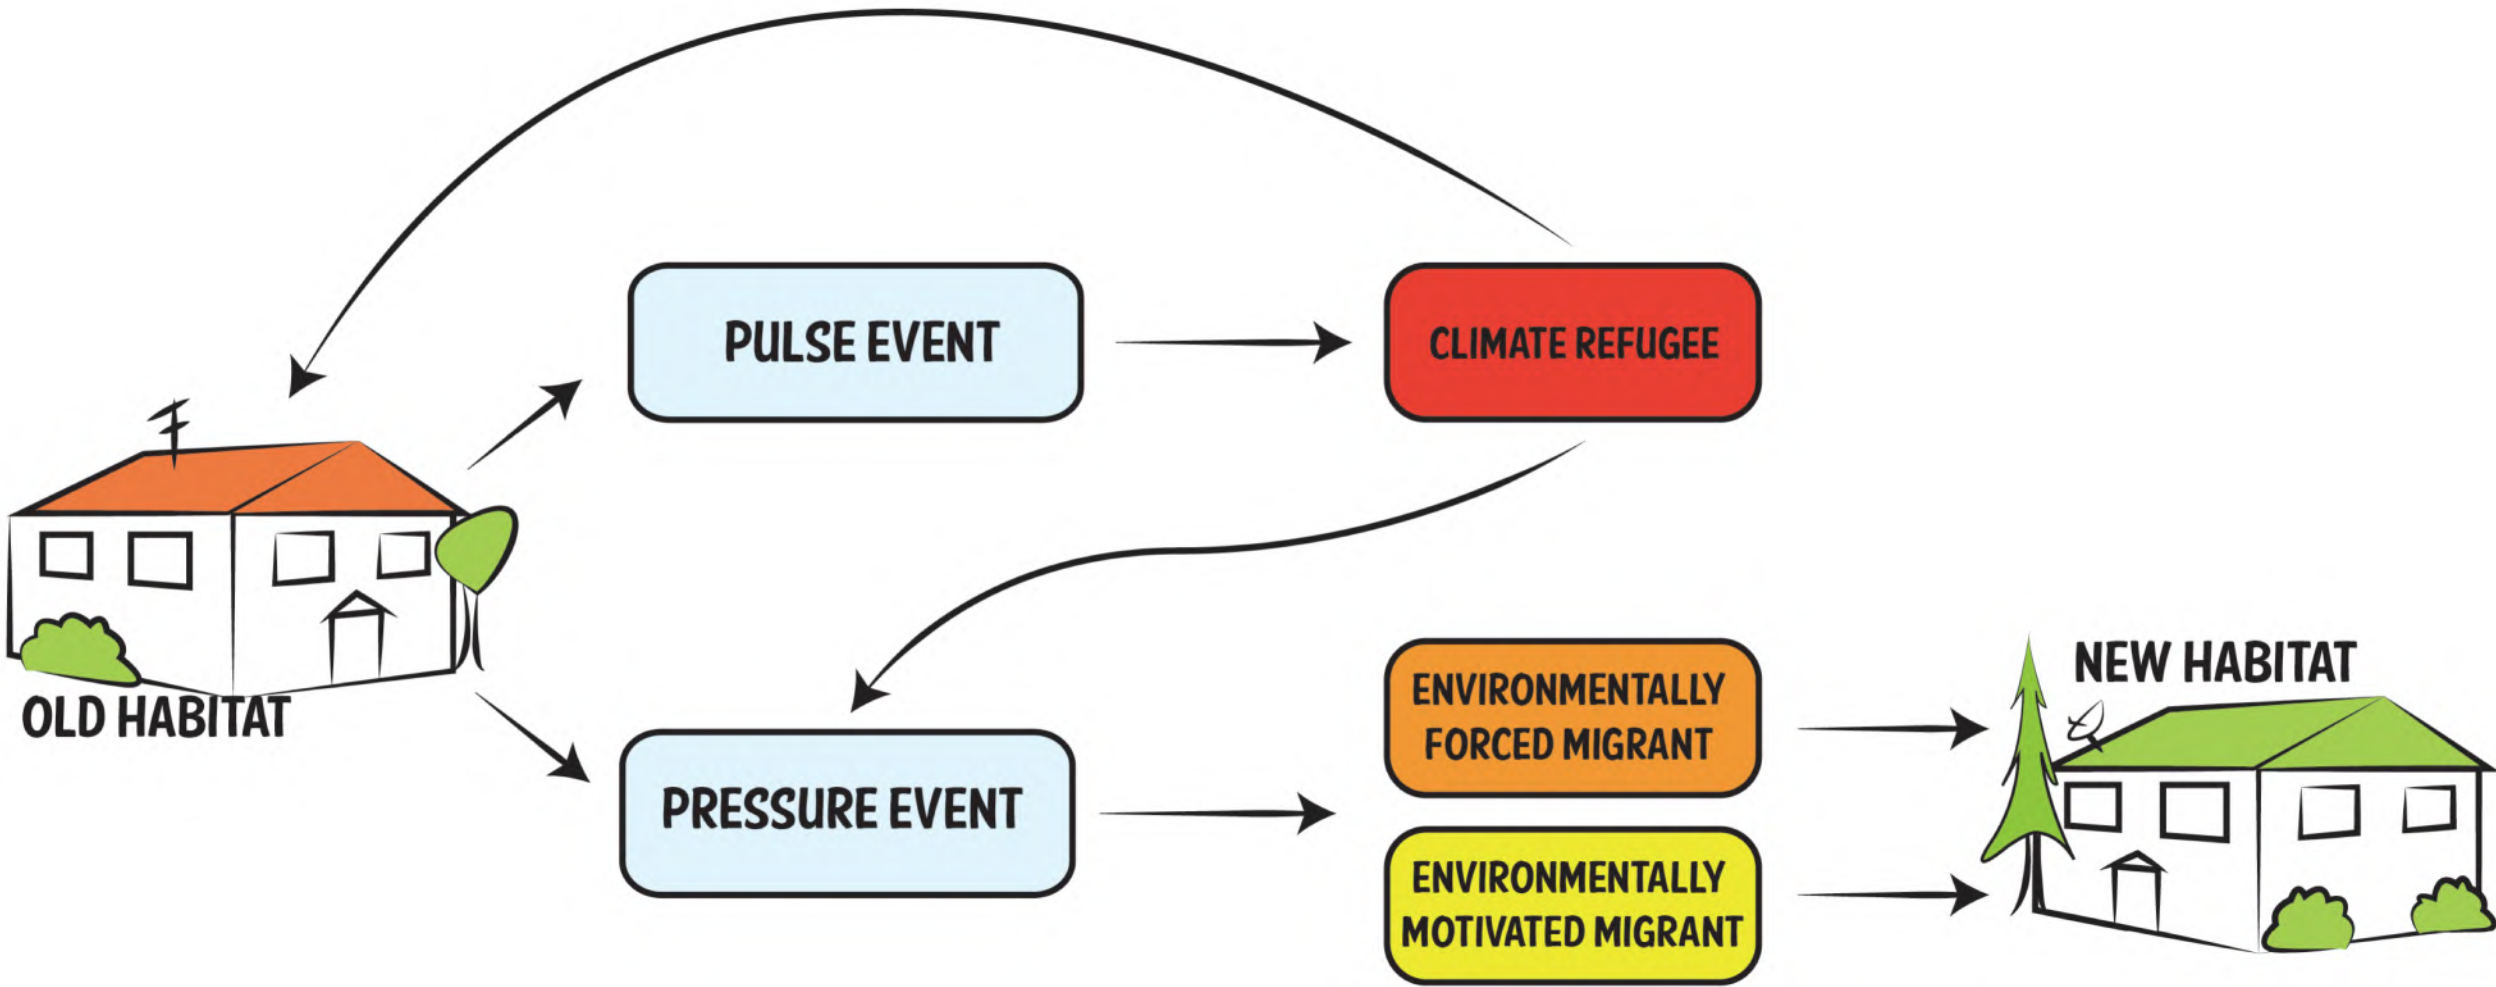 PULSE EVENT
CLIMATE REFUGEE
OLD HABITAT
PRESSURE EVENT
ENVIRONMENTALLY
FORCED MIGRANT
ENVIRONMENTALLY
MOTIVATED MIGRANT
NEW HABITAT